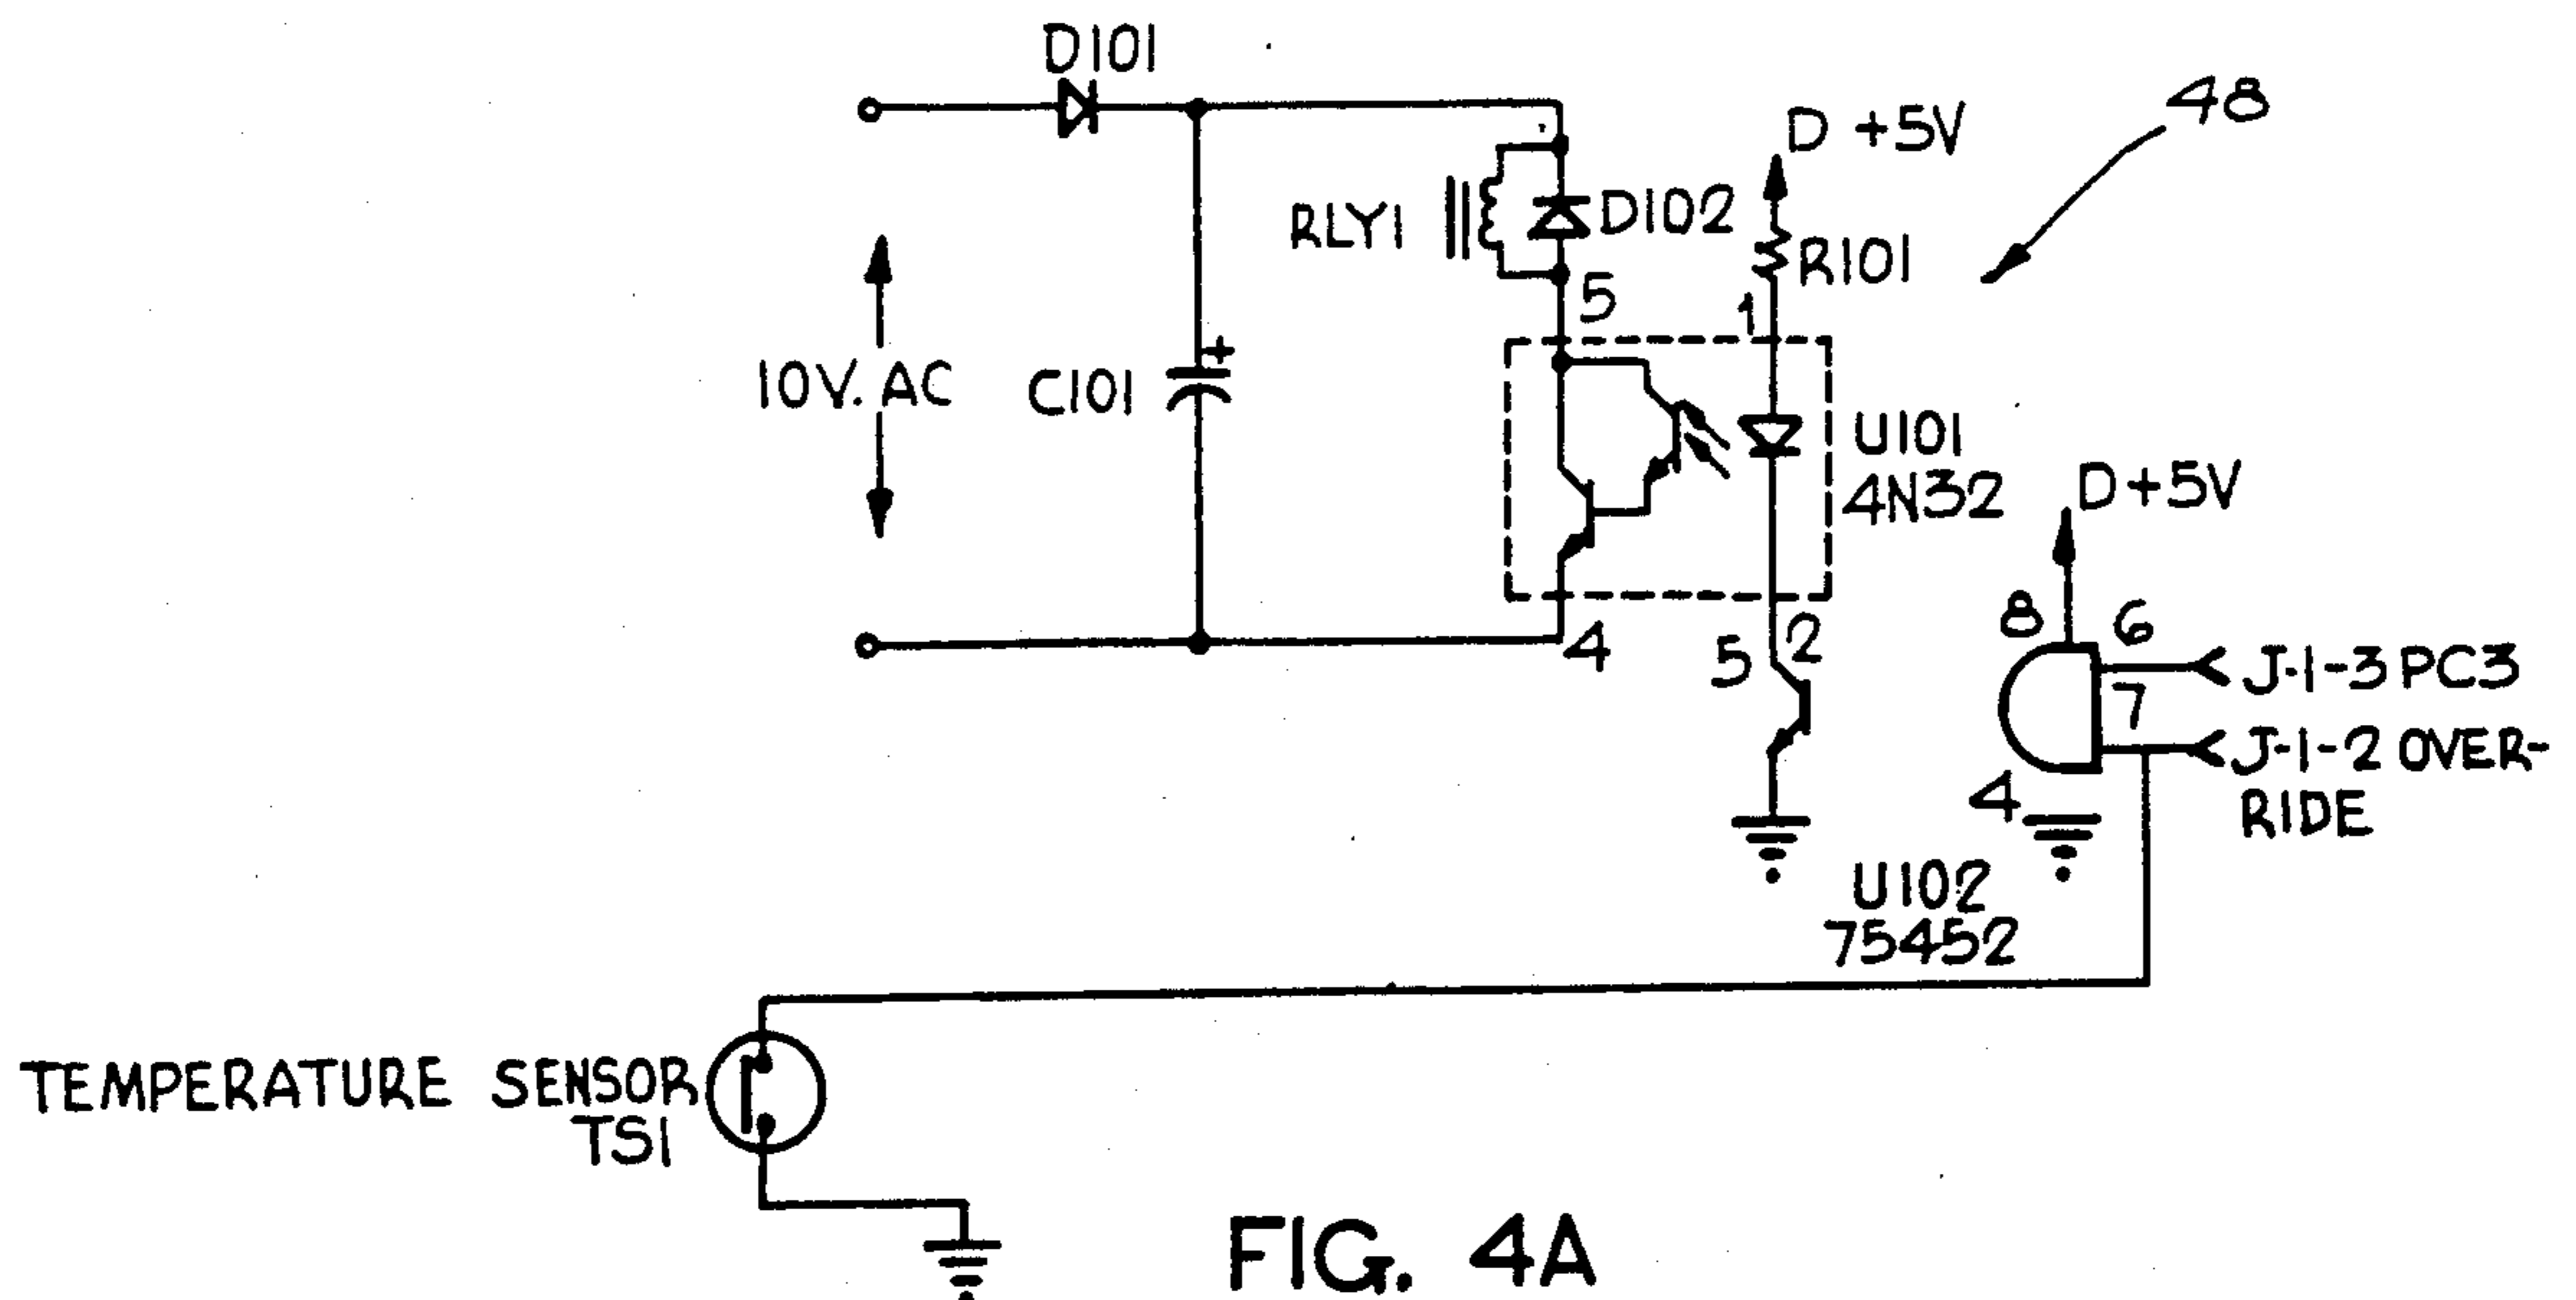 D101
48
D +5V
RLY1
D102
R101
5
1
10V. AC
C101
+
U101
4N32
D+5V
8
6
4
5
2
J-1-3 PC3
7
J-1-2 OVER-
RIDE
4
U102
75452
TEMPERATURE SENSOR
TS1
FIG. 4A